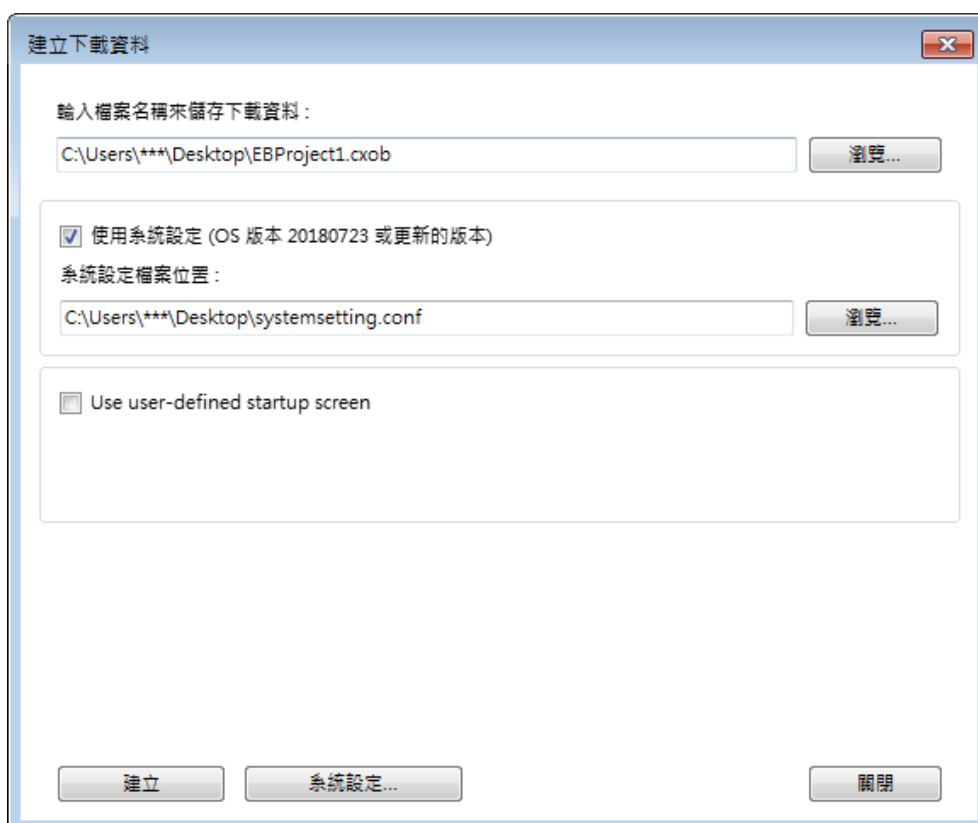 建立下載資料
輸入檔案名稱來儲存下載資料：
C:\Users\***\Desktop\EBProject1.cxob
瀏覽...
使用系統設定 (OS 版本 20180723 或更新的版本)
系統設定檔案位置：
C:\Users\***\Desktop\systemsetting.conf
瀏覽...
Use user-defined startup screen
建立
系統設定...
關閉